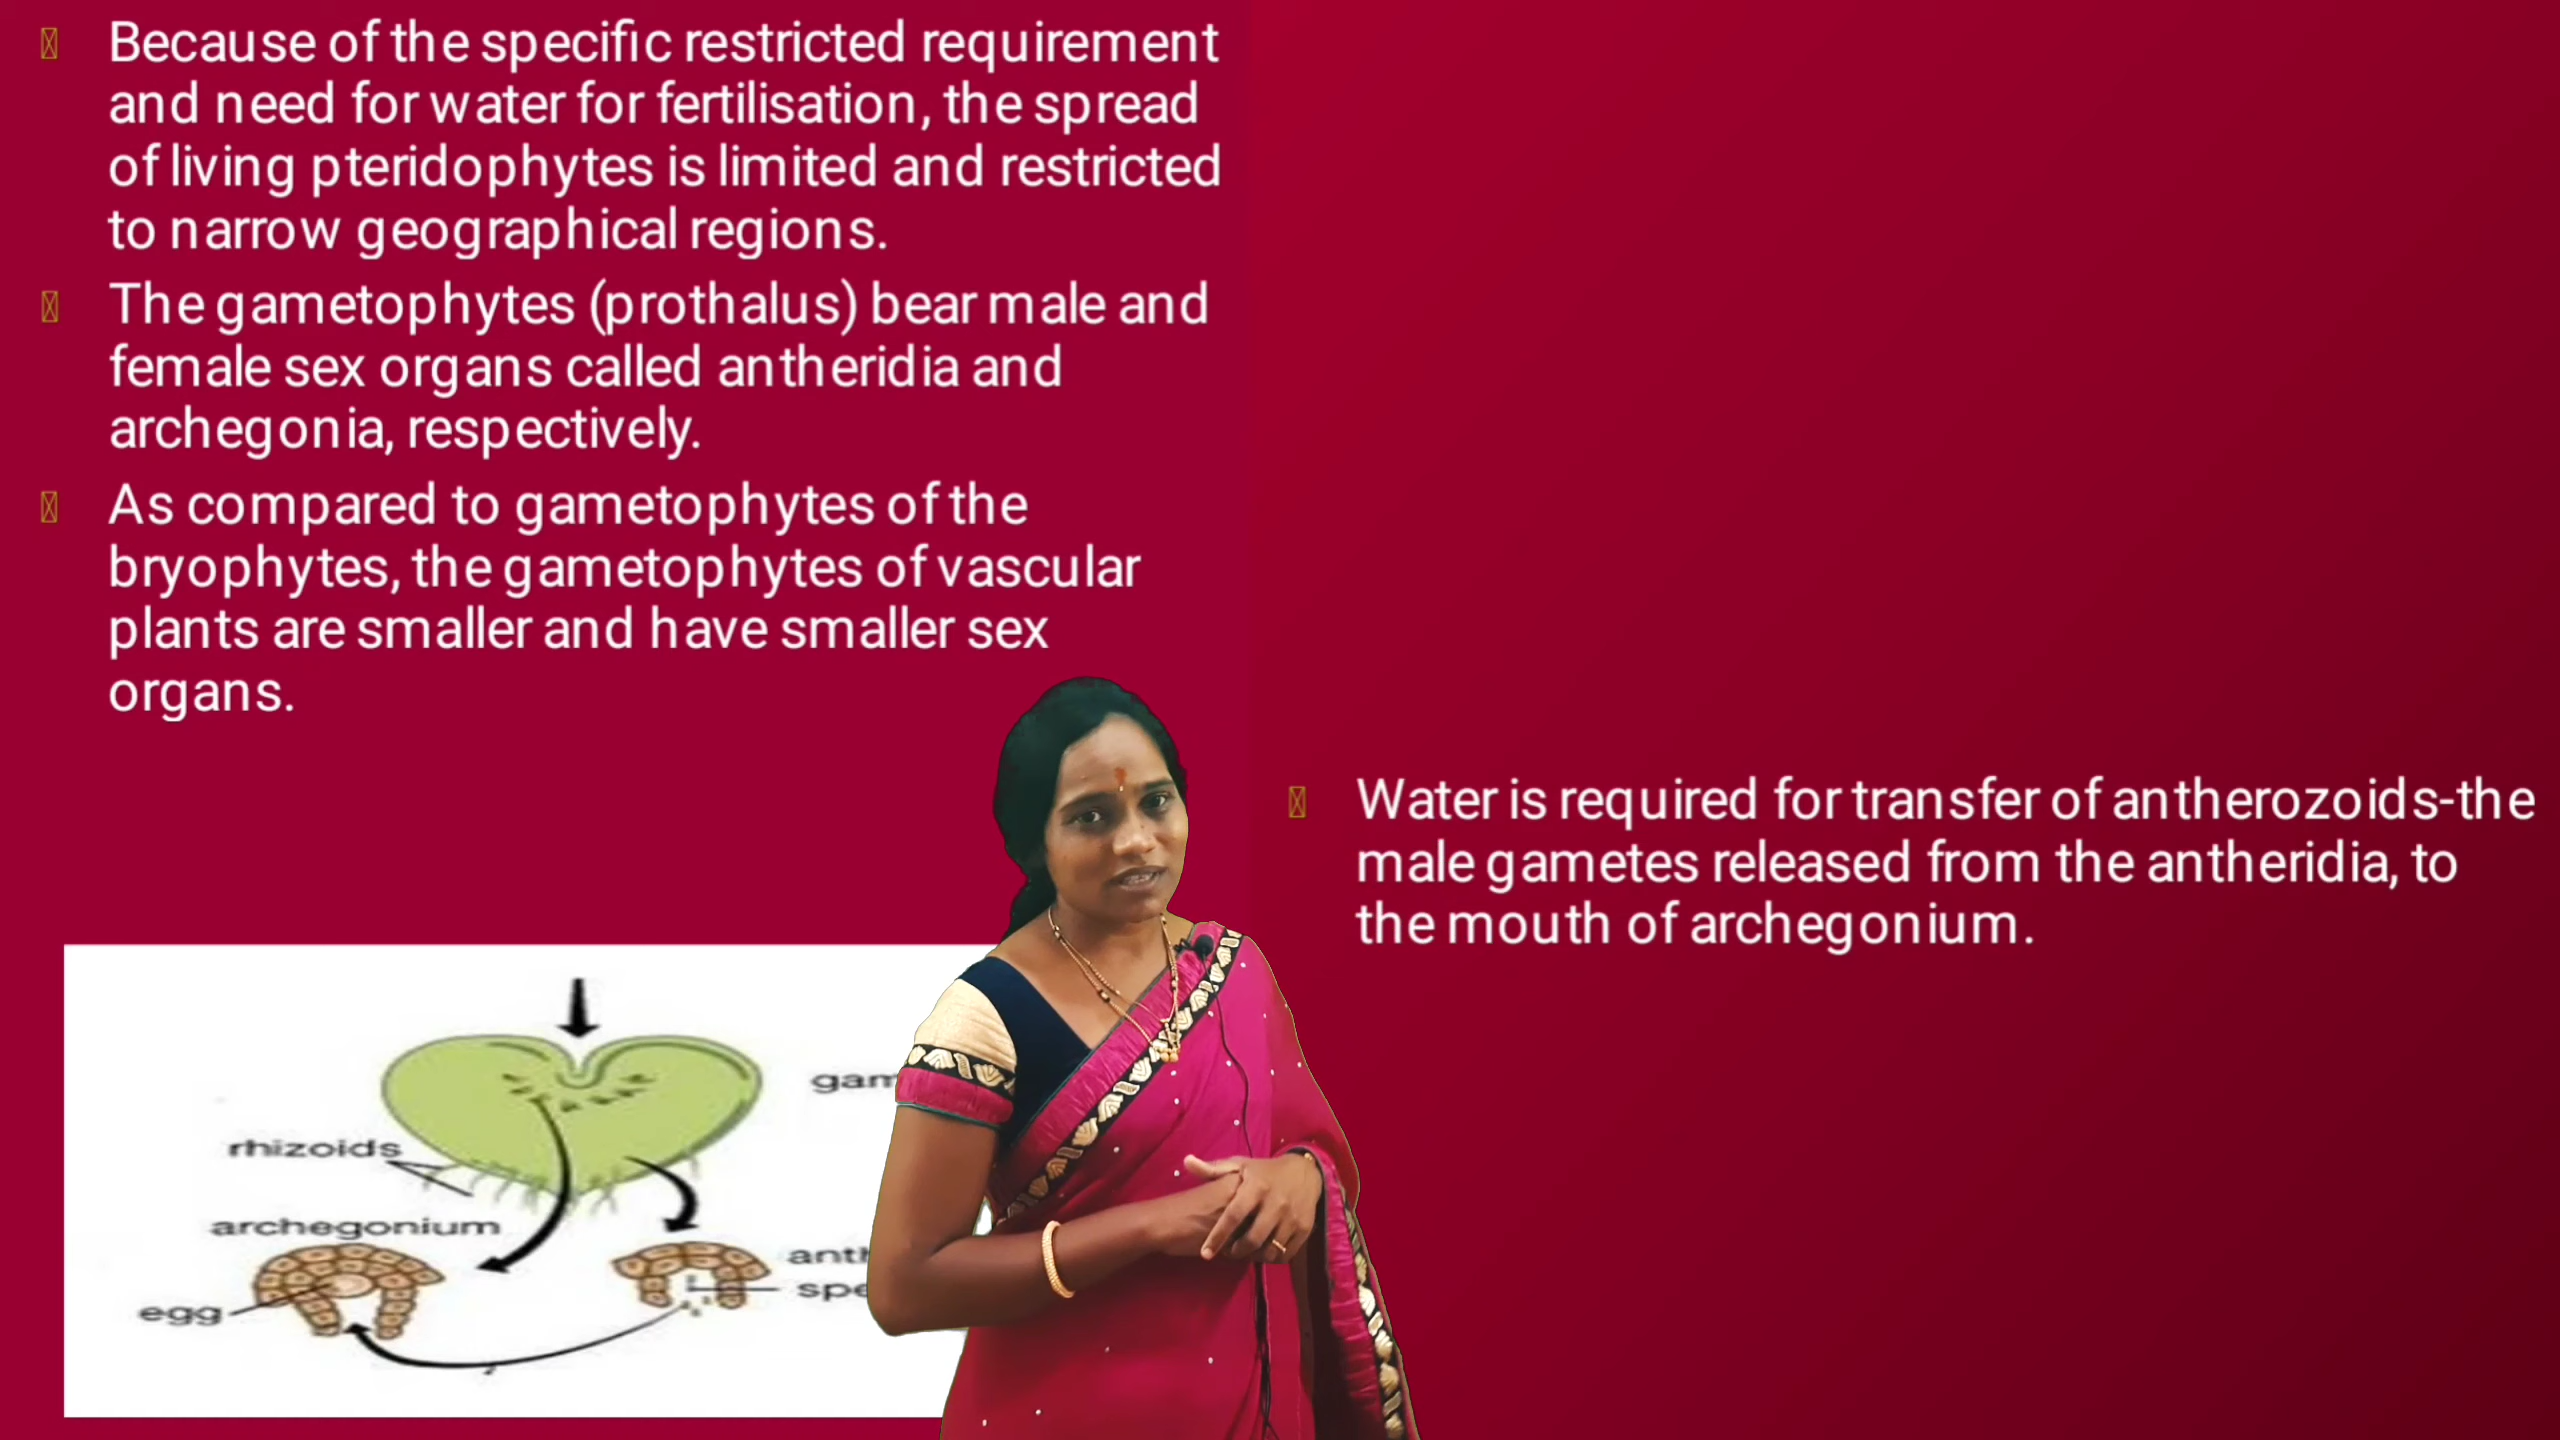 Because of the specific restricted requirement
and need for water for fertilisation, the spread
of living pteridophytes is limited and restricted
to narrow geographical regions.
The gametophytes (prothalus) bear male and
female sex organs called antheridia and
archegonia, respectively.
As compared to gametophytes of the
bryophytes, the gametophytes of vascular
plants are smaller and have smaller sex
organs.
rhizoids
archegonium
egg
Water is required for transfer of antherozoids-the
male gametes released from the antheridia, to
the mouth of archegonium.